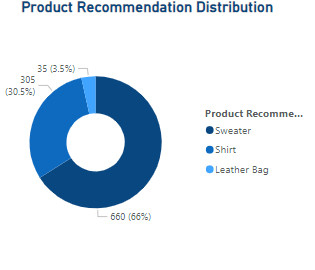 Product Recommendation Distribution
35 (3.5%)
305
(30.5%)
660 (66%)
Product Recomme...
Sweater
Shirt
Leather Bag